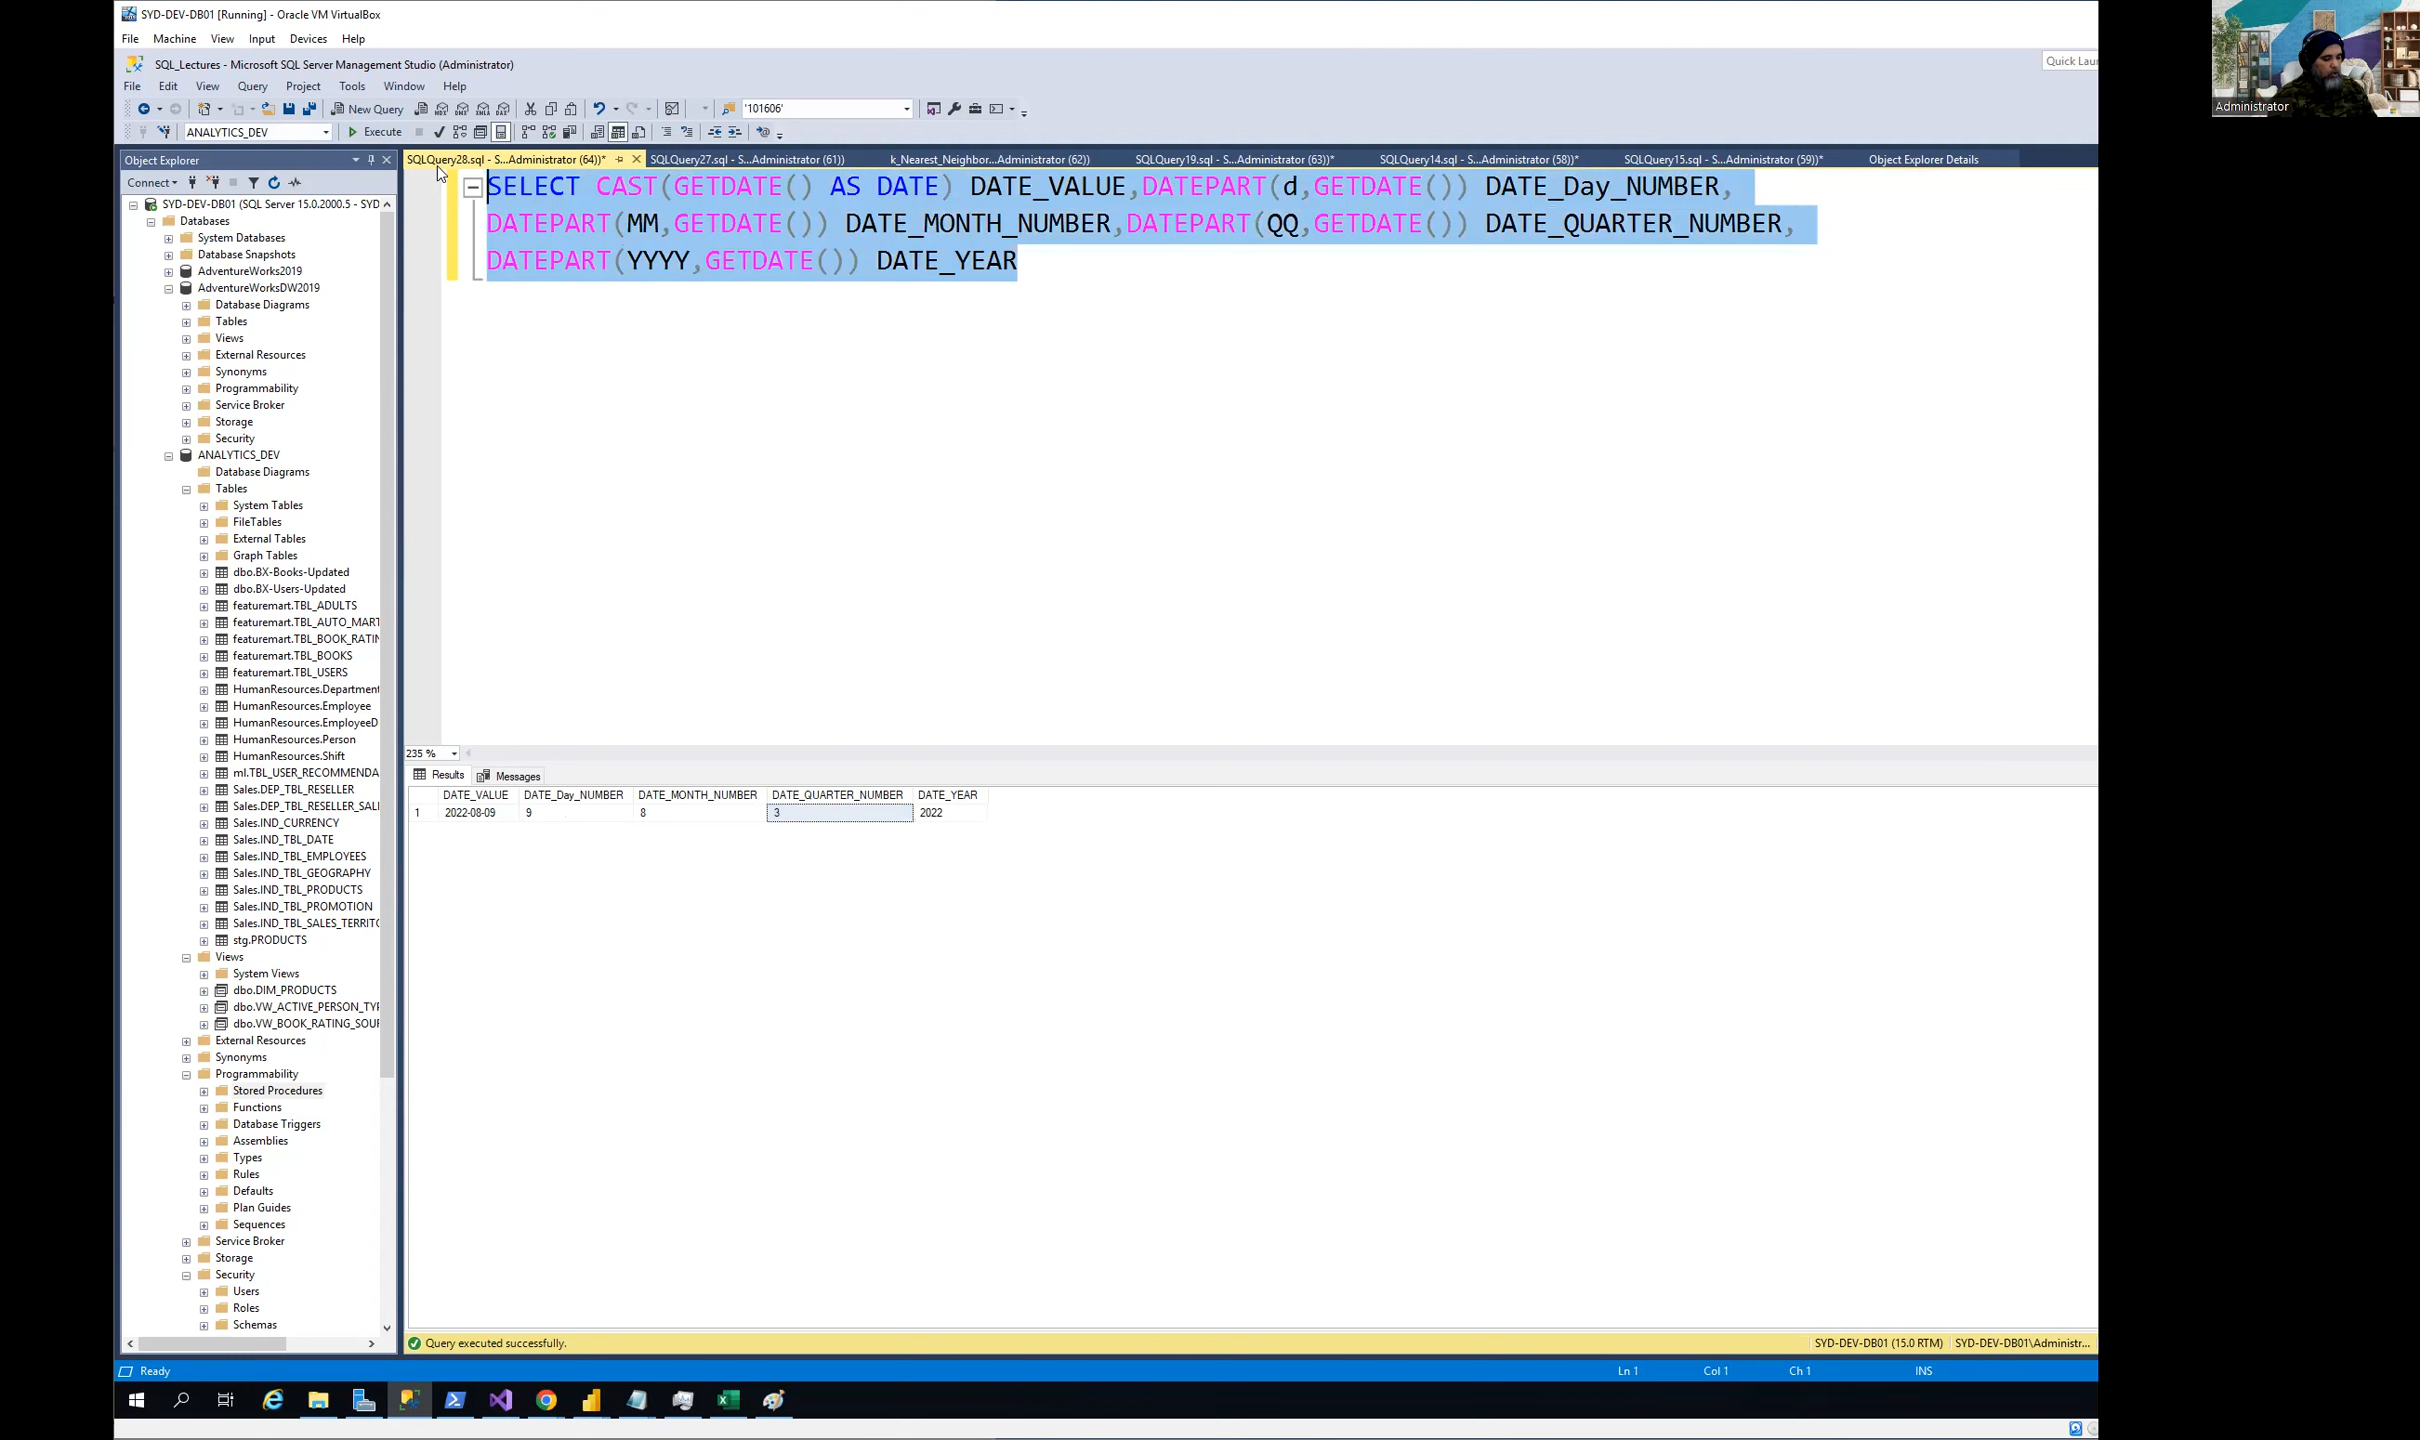 SYD-DEV-DB01 [Running] - Oracle VM VirtualBox
File Machine View Input Devices Help
SQL_Lectures - Microsoft SQL Server Management Studio (Administrator)
Quick Lau
File Edit View Query Project Tools Window Help
New Query '101606'
ANALYTICS_DEV Execute
Object Explorer
SQLQuery28.sql - S...Administrator (64))* SQLQuery27.sql - S...Administrator (61)) k_Nearest_Neighbor...Administrator (62)) SQLQuery19.sql - S...Administrator (63))* SQLQuery14.sql - S...Administrator (58))* SQLQuery15.sql - S...Administrator (59))* Object Explorer Details
Connect
SYD-DEV-DB01 (SQL Server 15.0.2000.5 - SYD
Databases
System Databases
Database Snapshots
AdventureWorks2019
AdventureWorksDW2019
Database Diagrams
Tables
Views
External Resources
Synonyms
Programmability
Service Broker
Storage
Security
ANALYTICS_DEV
Database Diagrams
Tables
System Tables
FileTables
External Tables
Graph Tables
dbo.BX-Books-Updated
dbo.BX-Users-Updated
featuremart.TBL_ADULTS
featuremart.TBL_AUTO_MART
featuremart.TBL_BOOK_RATIN
featuremart.TBL_BOOKS
featuremart.TBL_USERS
HumanResources.Department
HumanResources.Employee
HumanResources.EmployeeD
HumanResources.Person
HumanResources.Shift
ml.TBL_USER_RECOMMENDA
Sales.DEP_TBL_RESELLER
Sales.DEP_TBL_RESELLER_SALI
Sales.IND_CURRENCY
Sales.IND_TBL_DATE
Sales.IND_TBL_EMPLOYEES
Sales.IND_TBL_GEOGRAPHY
Sales.IND_TBL_PRODUCTS
Sales.IND_TBL_PROMOTION
Sales.IND_TBL_SALES_TERRITO
stg.PRODUCTS
Views
System Views
dbo.DIM_PRODUCTS
dbo.VW_ACTIVE_PERSON_TYP
dbo.VW_BOOK_RATING_SOUR
External Resources
Synonyms
Programmability
Stored Procedures
Functions
Database Triggers
Assemblies
Types
Rules
Defaults
Plan Guides
Sequences
Service Broker
Storage
Security
Users
Roles
Schemas
SELECT CAST(GETDATE() AS DATE) DATE_VALUE,DATEPART(d,GETDATE()) DATE_Day_NUMBER,
DATEPART(MM,GETDATE()) DATE_MONTH_NUMBER,DATEPART(QQ,GETDATE()) DATE_QUARTER_NUMBER,
DATEPART(YYYY,GETDATE()) DATE_YEAR
235 %
Results Messages
DATE_VALUE DATE_Day_NUMBER DATE_MONTH_NUMBER DATE_QUARTER_NUMBER DATE_YEAR
1 2022-08-09 9 8 3 2022
Query executed successfully. SYD-DEV-DB01 (15.0 RTM) SYD-DEV-DB01\Administr...
Ready Ln 1 Col 1 Ch 1 INS
Administrator